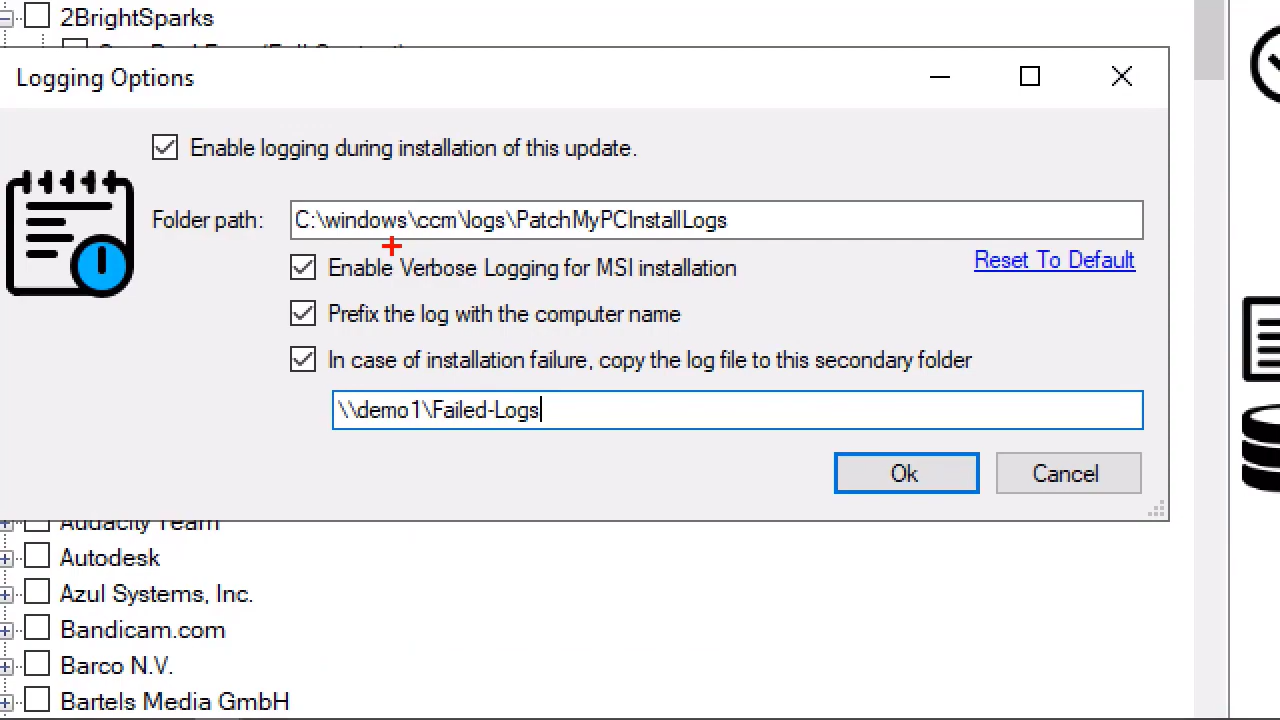 2BrightSparks
Logging Options
Enable logging during installation of this update.
Folder path:
C:\windows\ccm\logs\PatchMyPCInstallLogs
Enable Verbose Logging for MSI installation
Reset To Default
Prefix the log with the computer name
In case of installation failure, copy the log file to this secondary folder
\\demo1\Failed-Logs
Ok
Cancel
Audacity Team
Autodesk
Azul Systems, Inc.
Bandicam.com
Barco N.V.
Bartels Media GmbH